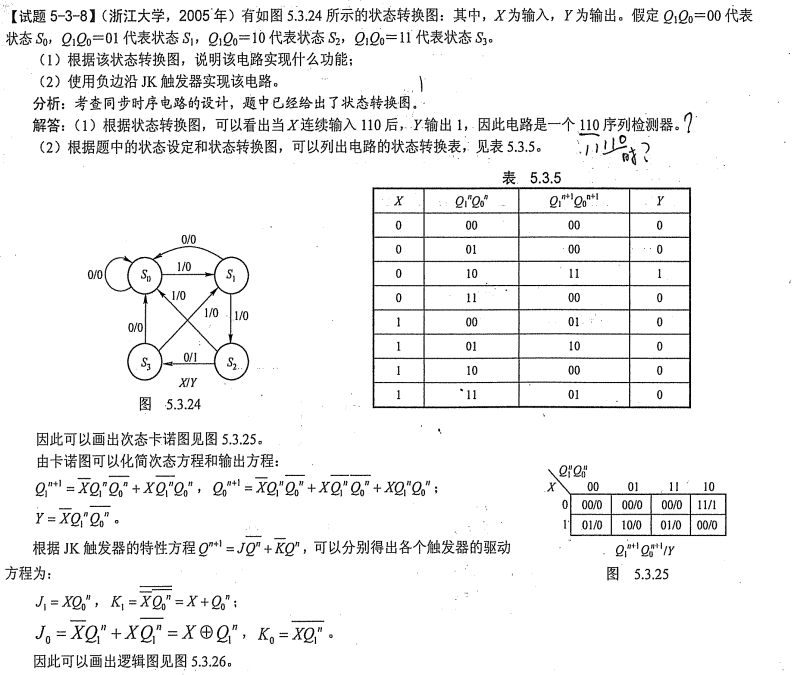 【试题 5-3-8】(浙江大学，2005 年) 有如图 5.3.24 所示的状态转换图：其中，X 为输入，Y 为输出。假定 Q₁Q₀=00 代表
状态 S₀，Q₁Q₀=01 代表状态 S₁，Q₁Q₀=10 代表状态 S₂，Q₁Q₀=11 代表状态 S₃。
(1) 根据该状态转换图，说明该电路实现什么功能；
(2) 使用负边沿 JK 触发器实现该电路。
分析：考查同步时序电路的设计，题中已经给出了状态转换图。
解答：(1) 根据状态转换图，可以看出当 X 连续输入 110 后，Y 输出 1，因此电路是一个 110 序列检测器。?
(2) 根据题中的状态设定和状态转换图，可以列出电路的状态转换表，见表 5.3.5。
11110
时?
表 5.3.5
X Q₁ⁿQ₀ⁿ Q₁ⁿ⁺¹Q₀ⁿ⁺¹ Y
0 00 00 0
0 01 00 0
0 10 11 1
0 11 00 0
1 00 01 0
1 01 10 0
1 10 00 0
1 11 01 0
0/0
0/0 S₀ 1/0 S₁
1/0
0/0 1/0 1/0
S₃ 0/1 S₂
X/Y
图 5.3.24
因此可以画出次态卡诺图见图 5.3.25。
由卡诺图可以化简次态方程和输出方程：
Q₁ⁿ⁺¹ = X̅Q₁ⁿQ̅₀ⁿ + XQ̅₁ⁿQ₀ⁿ，Q₀ⁿ⁺¹ = X̅Q₁ⁿQ̅₀ⁿ + XQ̅₁ⁿQ̅₀ⁿ + XQ₁ⁿQ₀ⁿ；
Y = X̅Q₁ⁿQ̅₀ⁿ。
Q₁ⁿQ₀ⁿ
X 00 01 11 10
0 00/0 00/0 00/0 11/1
1 01/0 10/0 01/0 00/0
Q₁ⁿ⁺¹Q₀ⁿ⁺¹/Y
图 5.3.25
根据 JK 触发器的特性方程 Qⁿ⁺¹ = JQ̅ⁿ + K̅Qⁿ，可以分别得出各个触发器的驱动
方程为：
J₁ = XQ₀ⁿ，K₁ = \overline{X̅Q̅₀ⁿ} = X + Q₀ⁿ；
J₀ = X̅Q₁ⁿ + XQ̅₁ⁿ = X ⊕ Q₁ⁿ，K₀ = \overline{XQ₁ⁿ}。
因此可以画出逻辑图见图 5.3.26。